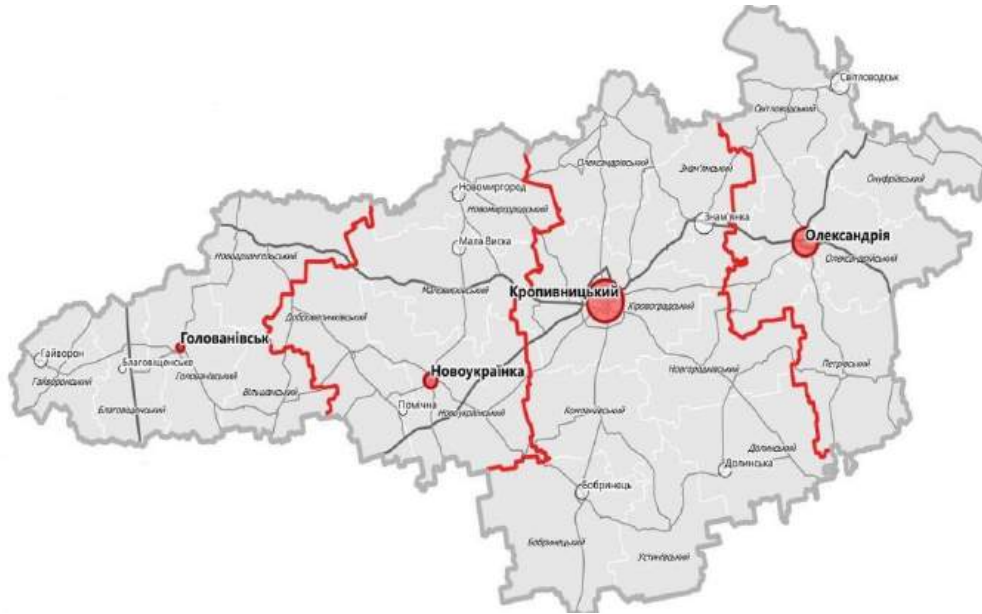 Світловодськ
Світловодський
Олександрівський
Знам'янський
Онуфріївський
Новомиргород
Новомиргородський
Знам'янка
Олександрія
Мала Виска
Новоархангельський
Олександрійський
Маловисківський
Кропивницький
Кіровоградський
Добровеличківський
Голованівськ
Гайворон
Благовіщенське
Гайворонський
Голованівський
Новоукраїнка
Новгородківський
Петрівський
Вільшанський
Благовіщенський
Помічна
Новоукраїнський
Компаніївський
Долинський
Долинська
Бобринець
Бобринецький
Устинівський